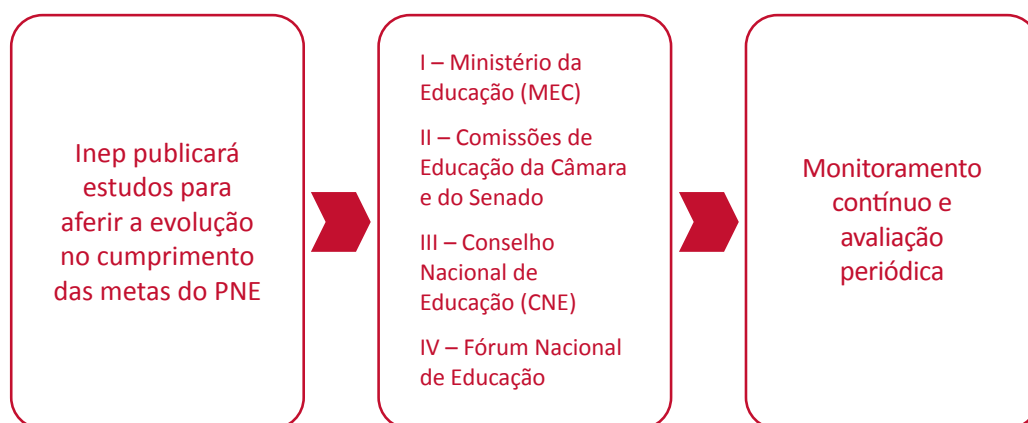 Inep publicará
estudos para
aferir a evolução
no cumprimento
das metas do PNE
I – Ministério da
Educação (MEC)
II – Comissões de
Educação da Câmara
e do Senado
III – Conselho
Nacional de
Educação (CNE)
IV – Fórum Nacional
de Educação
Monitoramento
contínuo e
avaliação
periódica